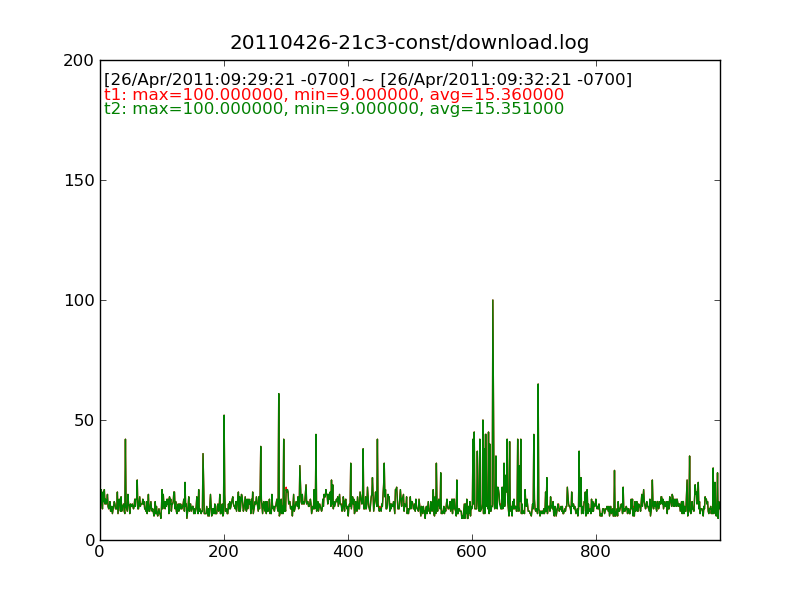 20110426-21c3-const/download.log
200
[26/Apr/2011:09:29:21 -0700] ~ [26/Apr/2011:09:32:21 -0700]
t1: max=100.000000, min=9.000000, avg=15.360000
t2: max=100.000000, min=9.000000, avg=15.351000
150
100
50
0
0 200 400 600 800